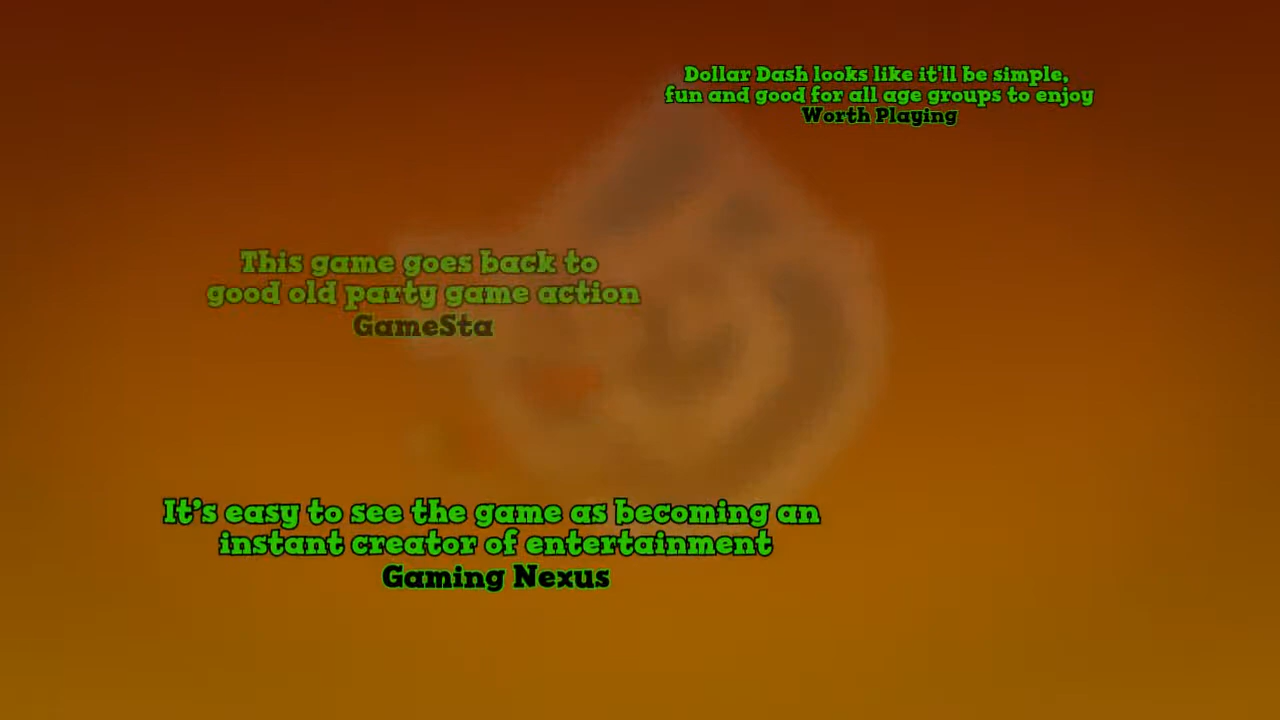 Dollar Dash looks like it'll be simple,
fun and good for all age groups to enjoy
Worth Playing
This game goes back to
good old party game action
GameSta
It's easy to see the game as becoming an
instant creator of entertainment
Gaming Nexus